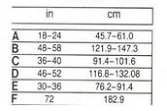 in cm
A 18-24 45.7-61.0
B 48-58 121.9-147.3
C 36-40 91.4-101.6
D 46-52 116.8-132.08
E 30-36 76.2-91.4
F 72 182.9